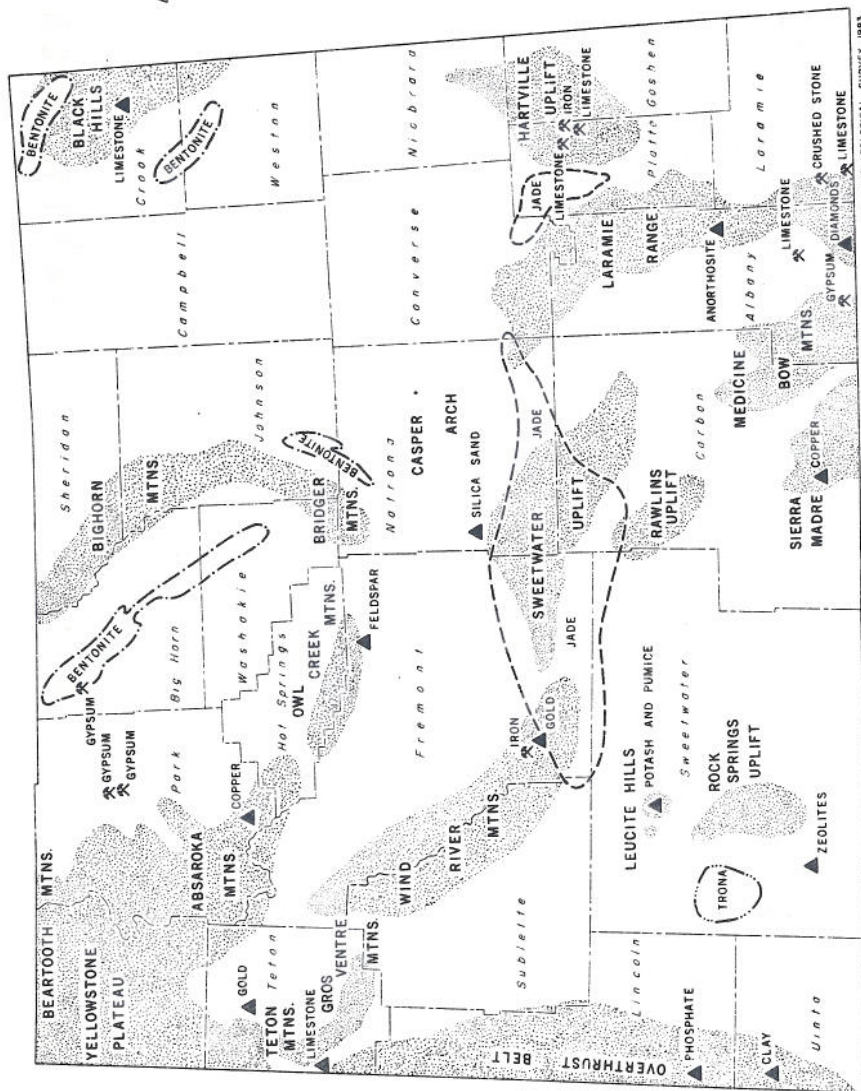 BEARTOOTH MTNS.
YELLOWSTONE
PLATEAU
ABSAROKA
MTNS.
COPPER
Park
GYPSUM
GYPSUM
GYPSUM
BENTONITE
Big Horn
Washakie
Hot Springs
OWL
CREEK MTNS.
FELDSPAR
Sheridan
BIGHORN
MTNS.
Johnson
BENTONITE
BRIDGER
MTNS.
Campbell
BENTONITE
BLACK
HILLS
LIMESTONE
Crook
BENTONITE
Weston
GOLD
Teton
TETON
MTNS.
LIMESTONE
GROS
VENTRE
MTNS.
WIND
RIVER
MTNS.
Sublette
Fremont
IRON
GOLD
Natrona
CASPER
ARCH
SILICA SAND
JADE
SWEETWATER
UPLIFT
JADE
Converse
Niobrara
HARTVILLE
UPLIFT
IRON
LIMESTONE
JADE
LIMESTONE
Platte
Goshen
LARAMIE
RANGE
OVERTHRUST BELT
Lincoln
PHOSPHATE
CLAY
Uinta
LEUCITE HILLS
POTASH AND PUMICE
Sweetwater
ROCK
SPRINGS
UPLIFT
TRONA
ZEOLITES
RAWLINS
UPLIFT
Carbon
SIERRA
MADRE
COPPER
MEDICINE
BOW
MTNS.
ANORTHOSITE
Albany
LIMESTONE
GYPSUM
DIAMONDS
Laramie
CRUSHED STONE
LIMESTONE
SURVEY 1983